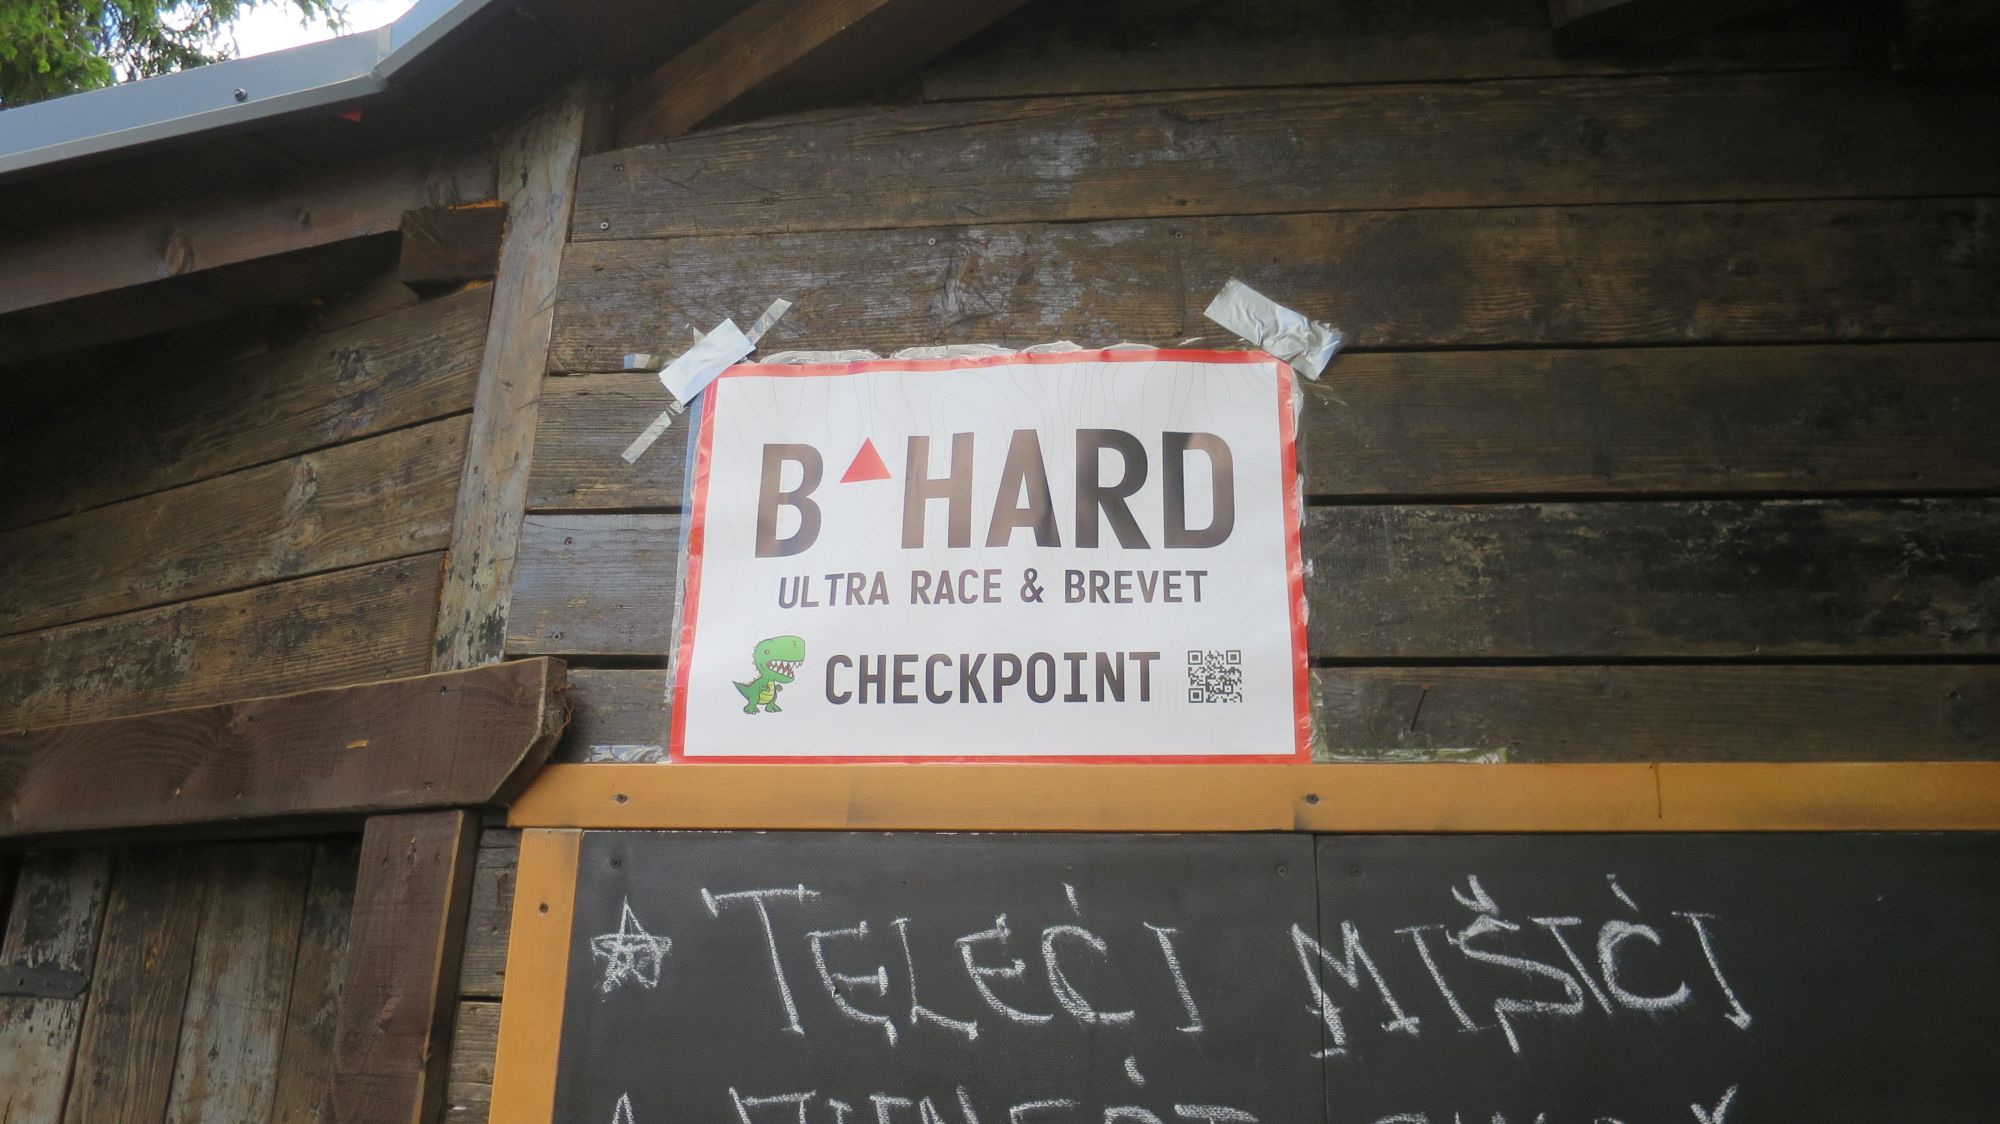 B HARD
ULTRA RACE & BREVET
CHECKPOINT
TELEĆI MIŠIĆI